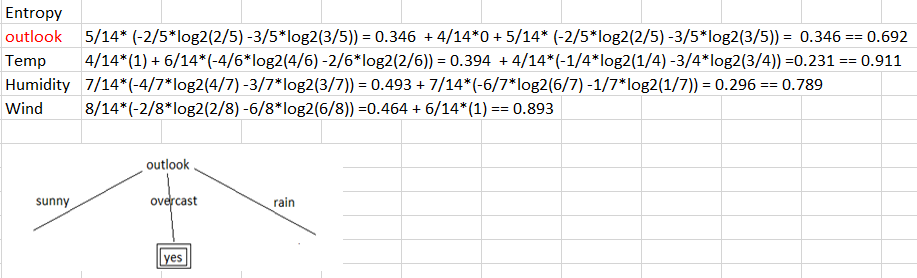 Entropy
outlook 5/14* (-2/5*log2(2/5) -3/5*log2(3/5)) = 0.346 + 4/14*0 + 5/14* (-2/5*log2(2/5) -3/5*log2(3/5)) = 0.346 == 0.692
Temp 4/14*(1) + 6/14*(-4/6*log2(4/6) -2/6*log2(2/6)) = 0.394 + 4/14*(-1/4*log2(1/4) -3/4*log2(3/4)) =0.231 == 0.911
Humidity 7/14*(-4/7*log2(4/7) -3/7*log2(3/7)) = 0.493 + 7/14*(-6/7*log2(6/7) -1/7*log2(1/7)) = 0.296 == 0.789
Wind 8/14*(-2/8*log2(2/8) -6/8*log2(6/8)) =0.464 + 6/14*(1) == 0.893
outlook
sunny overcast rain
yes